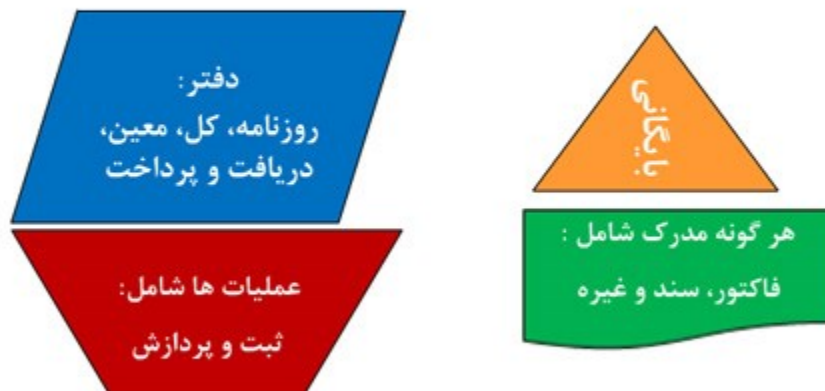 دفتر:
روزنامه، کل، معین،
دریافت و پرداخت
بایگانی
هر گونه مدرک شامل :
فاکتور، سند و غیره
عملیات ها شامل:
ثبت و پردازش